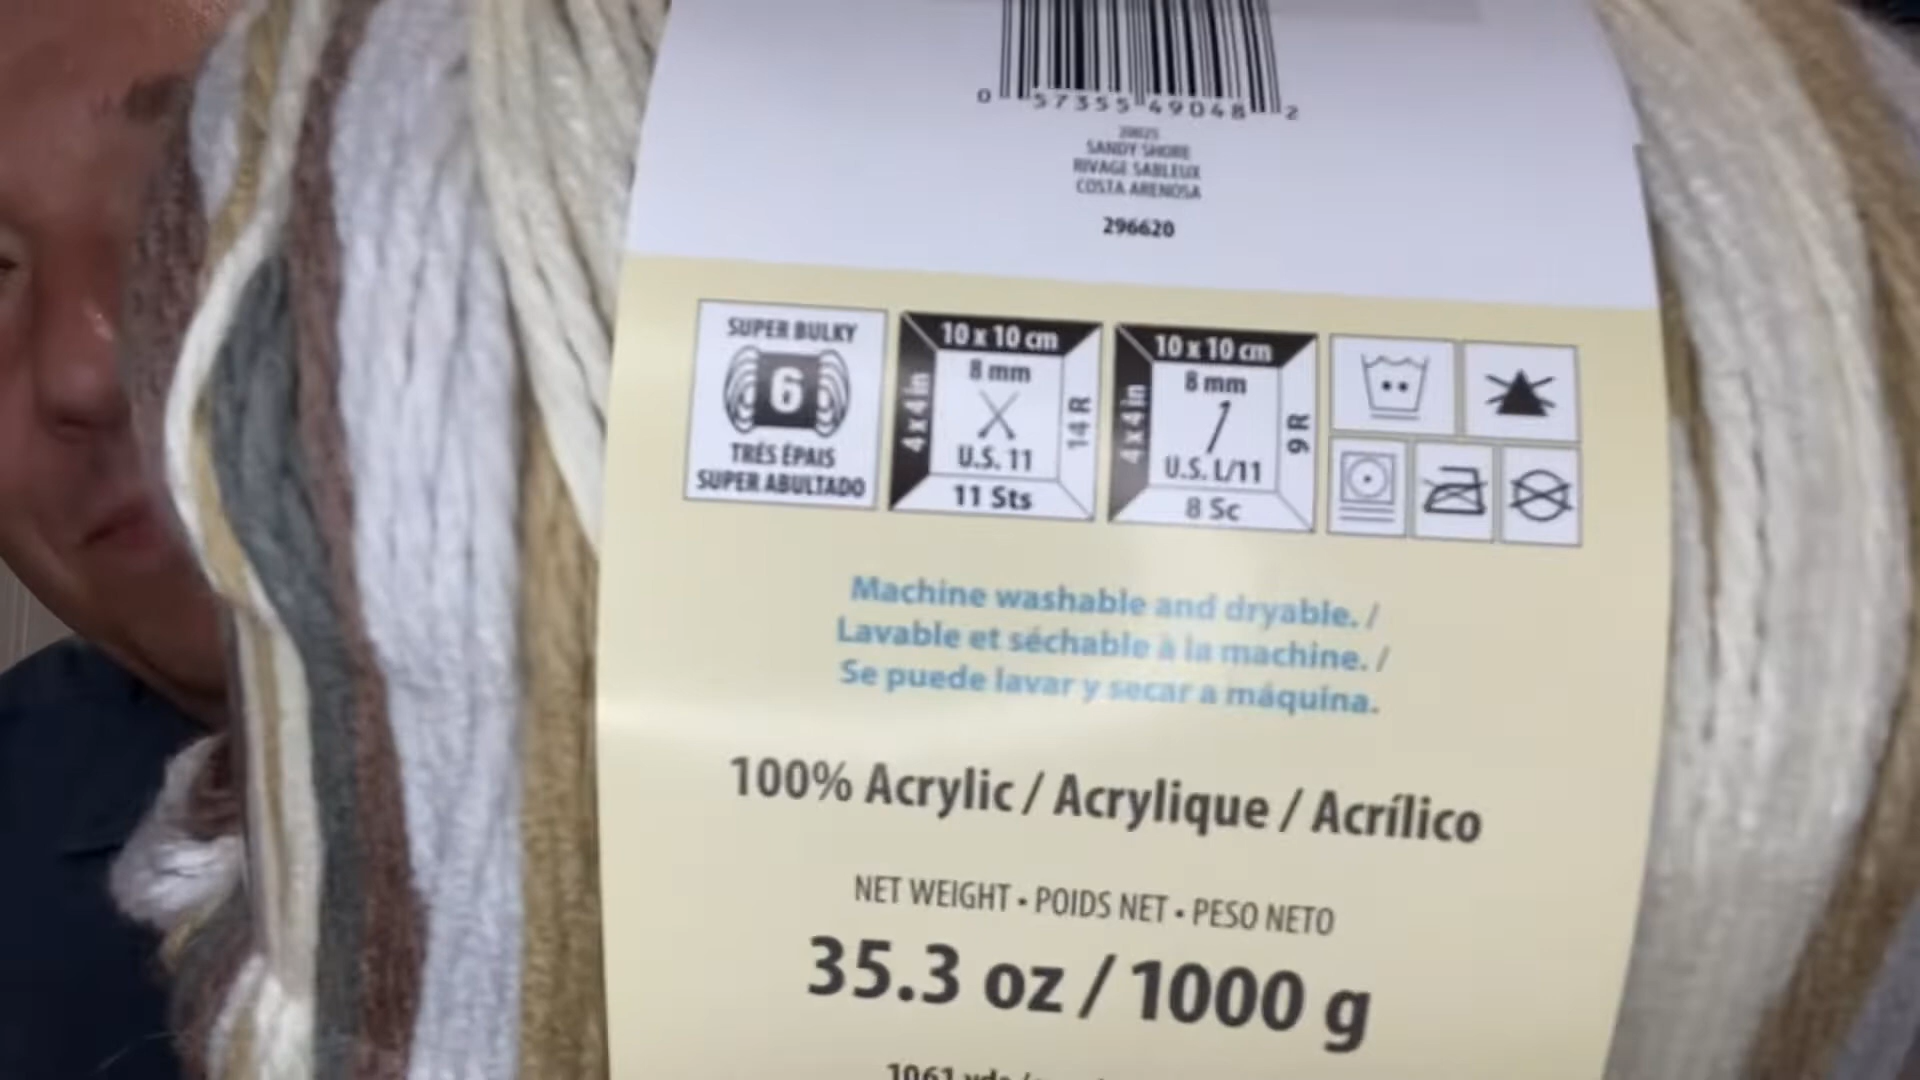 0 57355 49048 2
SANDY SHORE
RIVAGE SABLEUX
COSTA ARENOSA
296620
SUPER BULKY
6
TRÉS ÉPAIS
SUPER ABULTADO
10 x 10 cm
4 x 4 in
8 mm
U.S. 11
14 R
11 Sts
10 x 10 cm
4 x 4 in
8 mm
U.S. L/11
9 R
8 Sc
Machine washable and dryable. /
Lavable et séchable à la machine. /
Se puede lavar y secar a máquina.
100% Acrylic / Acrylique / Acrílico
NET WEIGHT • POIDS NET • PESO NETO
35.3 oz / 1000 g
1061 yds